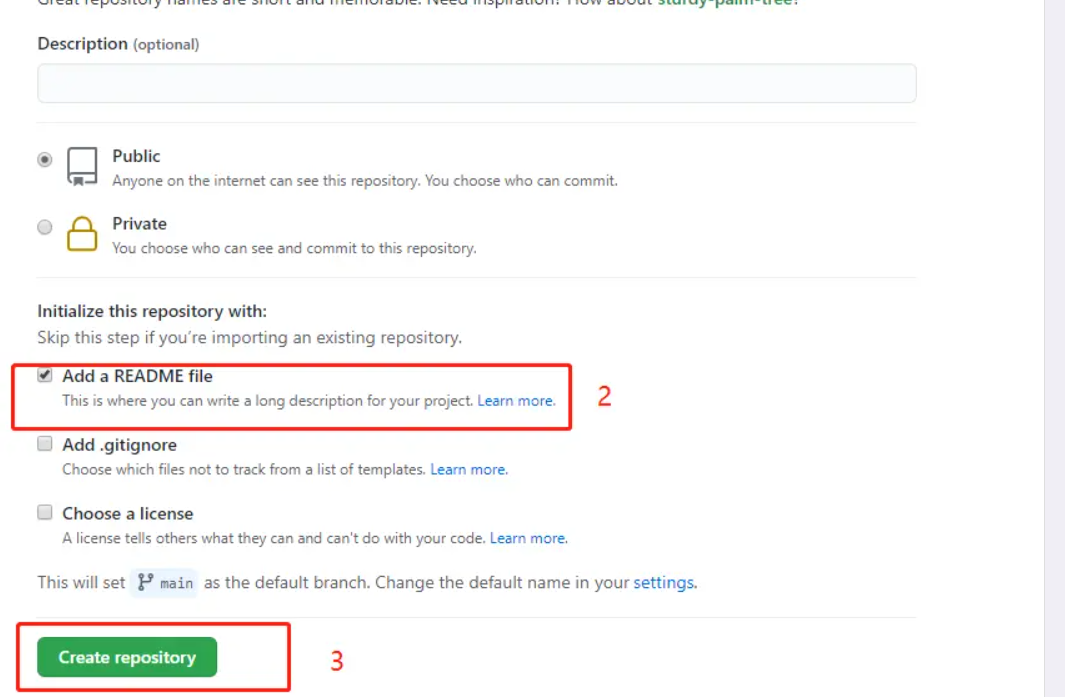 Great repository names are short and memorable. Need inspiration? How about sturdy-palm-tree?
Description (optional)
Public
Anyone on the internet can see this repository. You choose who can commit.
Private
You choose who can see and commit to this repository.
Initialize this repository with:
Skip this step if you're importing an existing repository.
Add a README file
This is where you can write a long description for your project. Learn more.
2
Add .gitignore
Choose which files not to track from a list of templates. Learn more.
Choose a license
A license tells others what they can and can't do with your code. Learn more.
This will set main as the default branch. Change the default name in your settings.
Create repository
3